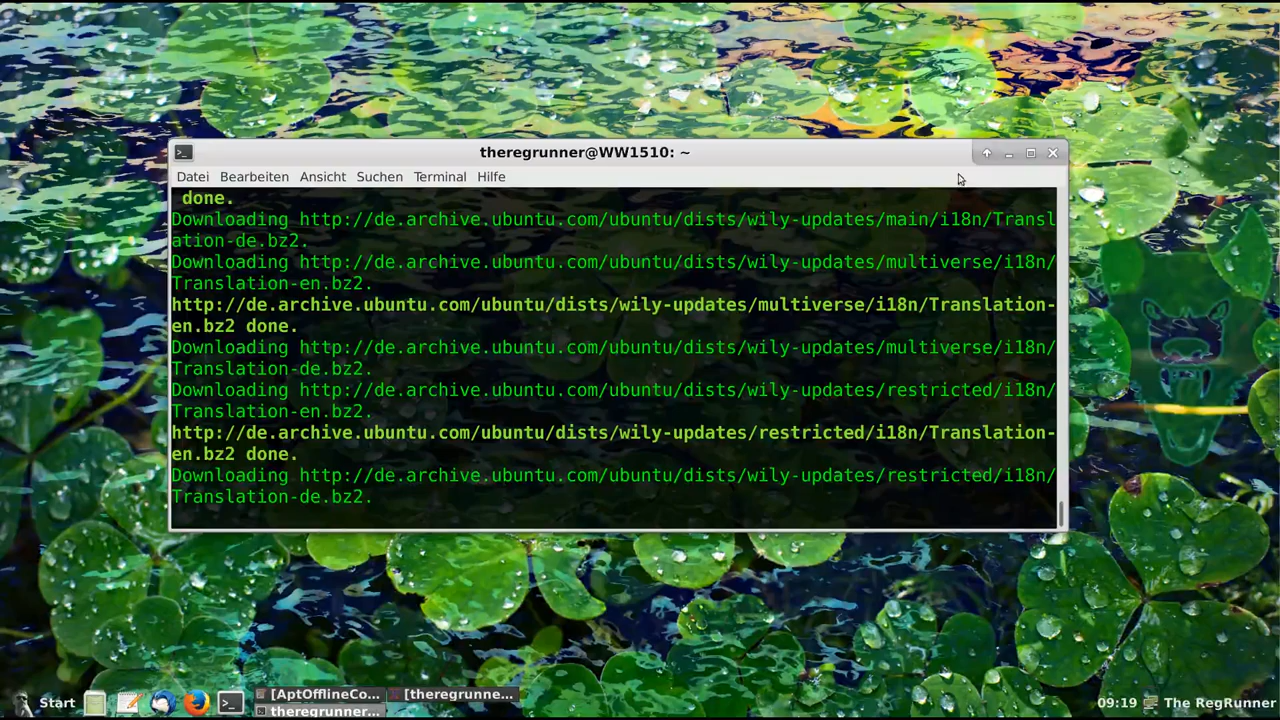 theregrunner@WW1510: ~
Datei Bearbeiten Ansicht Suchen Terminal Hilfe
done.
Downloading http://de.archive.ubuntu.com/ubuntu/dists/wily-updates/main/i18n/Transl
ation-de.bz2.
Downloading http://de.archive.ubuntu.com/ubuntu/dists/wily-updates/multiverse/i18n/
Translation-en.bz2.
http://de.archive.ubuntu.com/ubuntu/dists/wily-updates/multiverse/i18n/Translation-
en.bz2 done.
Downloading http://de.archive.ubuntu.com/ubuntu/dists/wily-updates/multiverse/i18n/
Translation-de.bz2.
Downloading http://de.archive.ubuntu.com/ubuntu/dists/wily-updates/restricted/i18n/
Translation-en.bz2.
http://de.archive.ubuntu.com/ubuntu/dists/wily-updates/restricted/i18n/Translation-
en.bz2 done.
Downloading http://de.archive.ubuntu.com/ubuntu/dists/wily-updates/restricted/i18n/
Translation-de.bz2.
[AptOfflineCo... [theregrunne...
Start 09:19 The RegRunner
theregrunner...